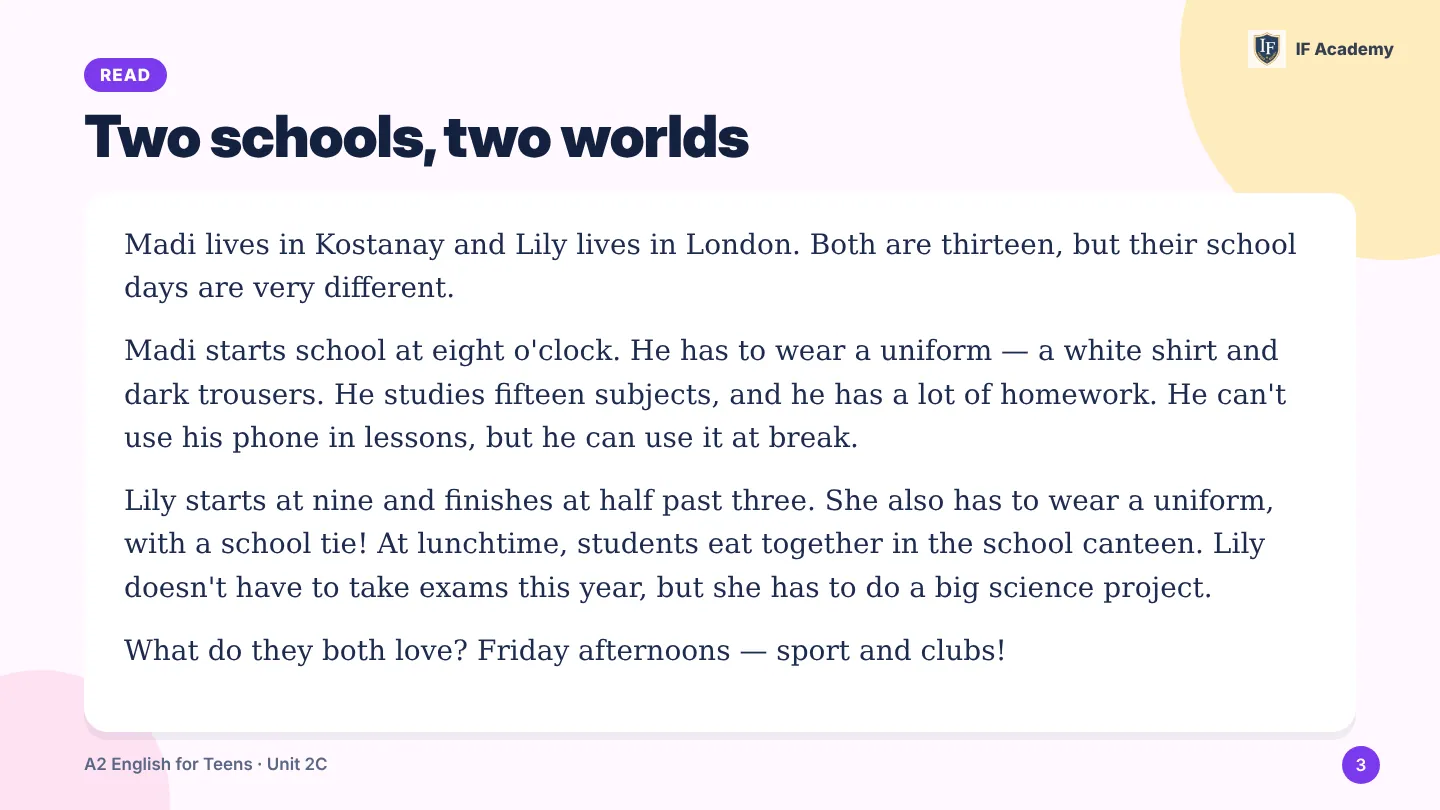 IF
IF Academy
READ
Two schools, two worlds
Madi lives in Kostanay and Lily lives in London. Both are thirteen, but their school
days are very different.
Madi starts school at eight o'clock. He has to wear a uniform — a white shirt and
dark trousers. He studies fifteen subjects, and he has a lot of homework. He can't
use his phone in lessons, but he can use it at break.
Lily starts at nine and finishes at half past three. She also has to wear a uniform,
with a school tie! At lunchtime, students eat together in the school canteen. Lily
doesn't have to take exams this year, but she has to do a big science project.
What do they both love? Friday afternoons — sport and clubs!
A2 English for Teens · Unit 2C
3